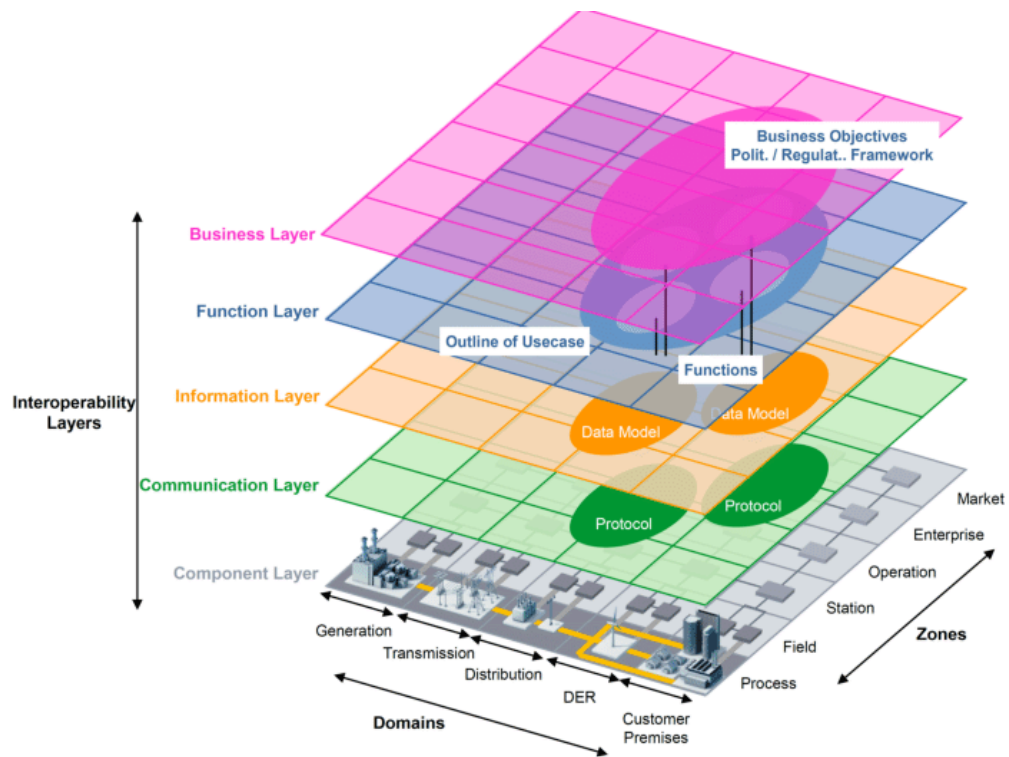 Business Objectives
Polit. / Regulat.. Framework
Business Layer
Function Layer
Outline of Usecase
Functions
Information Layer
Interoperability
Layers
Data Model
Data Model
Communication Layer
Protocol
Protocol
Component Layer
Market
Enterprise
Operation
Station
Field
Process
Zones
Generation
Transmission
Distribution
DER
Customer
Premises
Domains